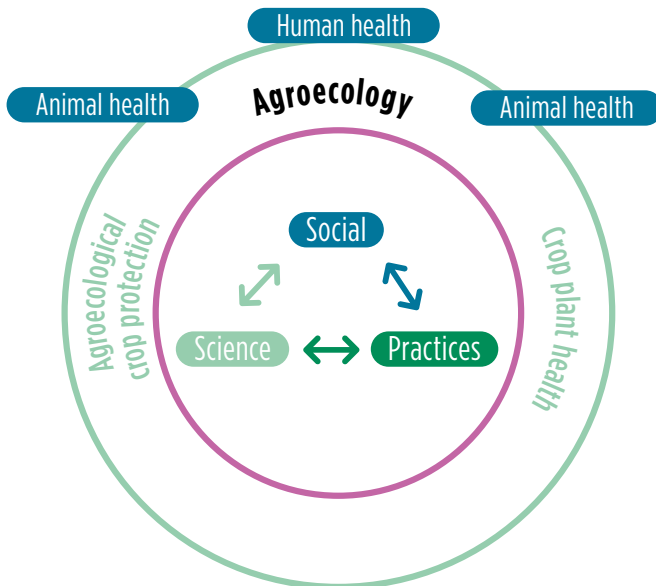 Human health
Animal health
Animal health
Agroecology
Social
Agroecological
crop protection
Crop plant health
Science
Practices